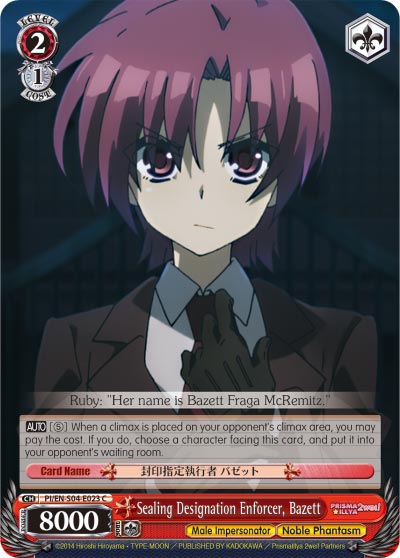 LEVEL
2
1
COST
Ruby: "Her name is Bazett Fraga McRemitz."
AUTO [⑤] When a climax is placed on your opponent's climax area, you may
pay the cost. If you do, choose a character facing this card, and put it into
your opponent's waiting room.
Card Name 封印指定執行者 バゼット
CH PI/EN-S04-E023 C
Sealing Designation Enforcer, Bazett
PRISMA ILLYA 2wei!
POWER 8000 SOUL
Male Impersonator Noble Phantasm
©2014 Hiroshi Hiroyama・TYPE-MOON / PUBLISHED BY KADOKAWA / PrismaIllya 2wei! Partners